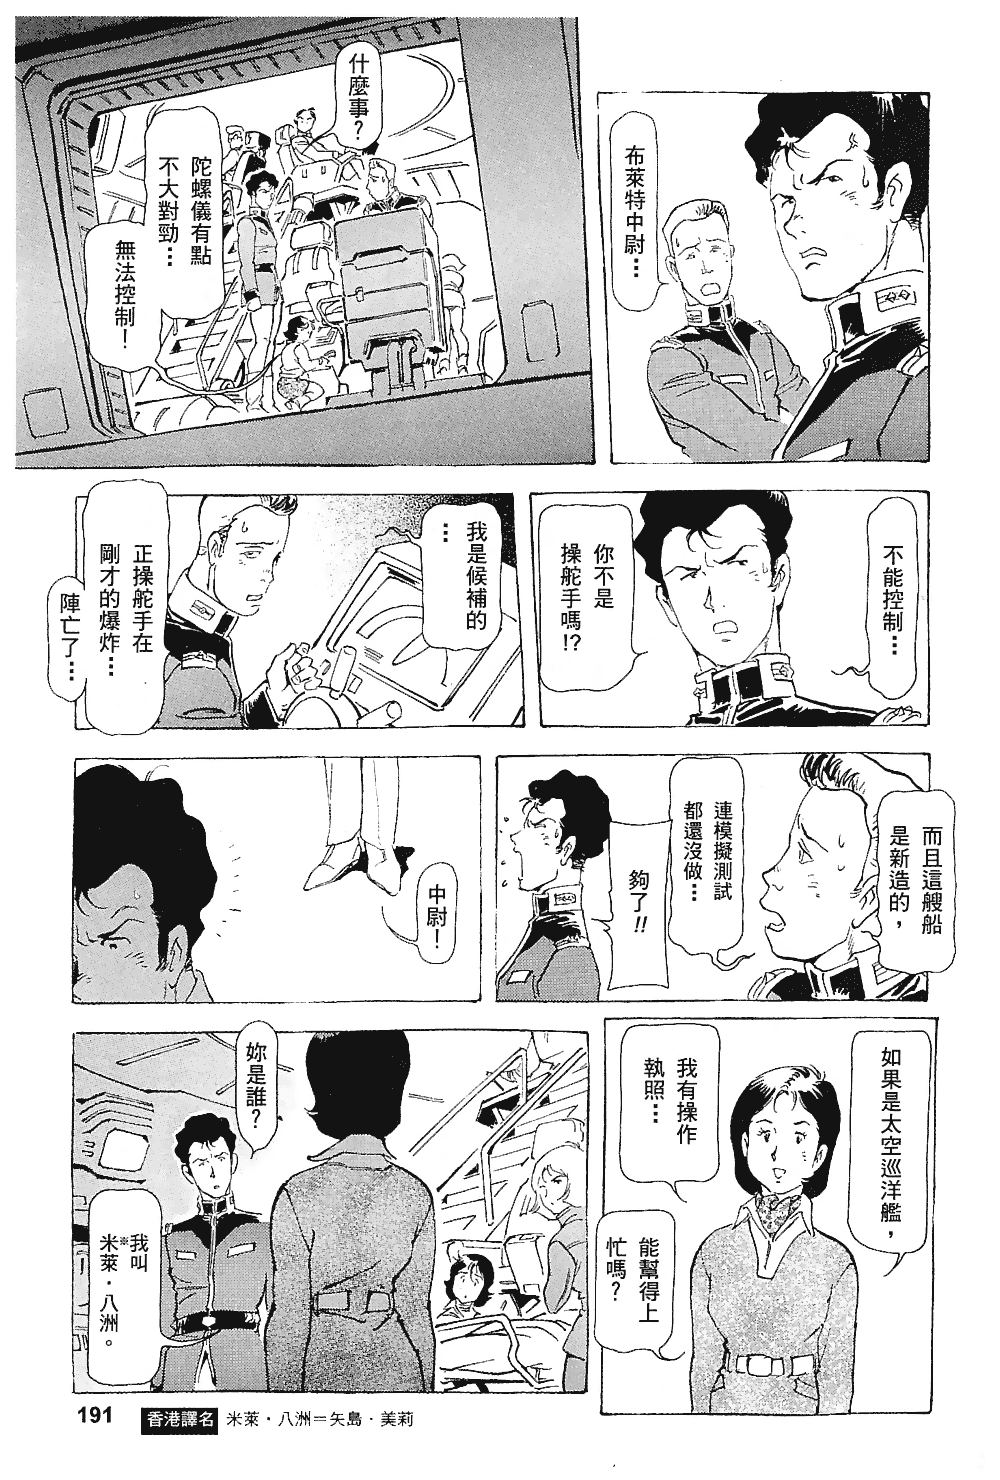 布萊特中尉…
什麼事？
陀螺儀有點
不大對勁…
無法控制！
不能控制…
你不是
操舵手嗎!?
我是候補的
…
正操舵手在
剛才的爆炸…
陣亡了…
而且這艘船
是新造的，
連模擬測試
都還沒做…
夠了!!
中尉！
如果是太空巡洋艦，
我有操作
執照…
能幫得上
忙嗎？
妳是誰？
※我叫
米萊·八洲。
191
香港譯名 米萊·八洲＝矢島·美莉